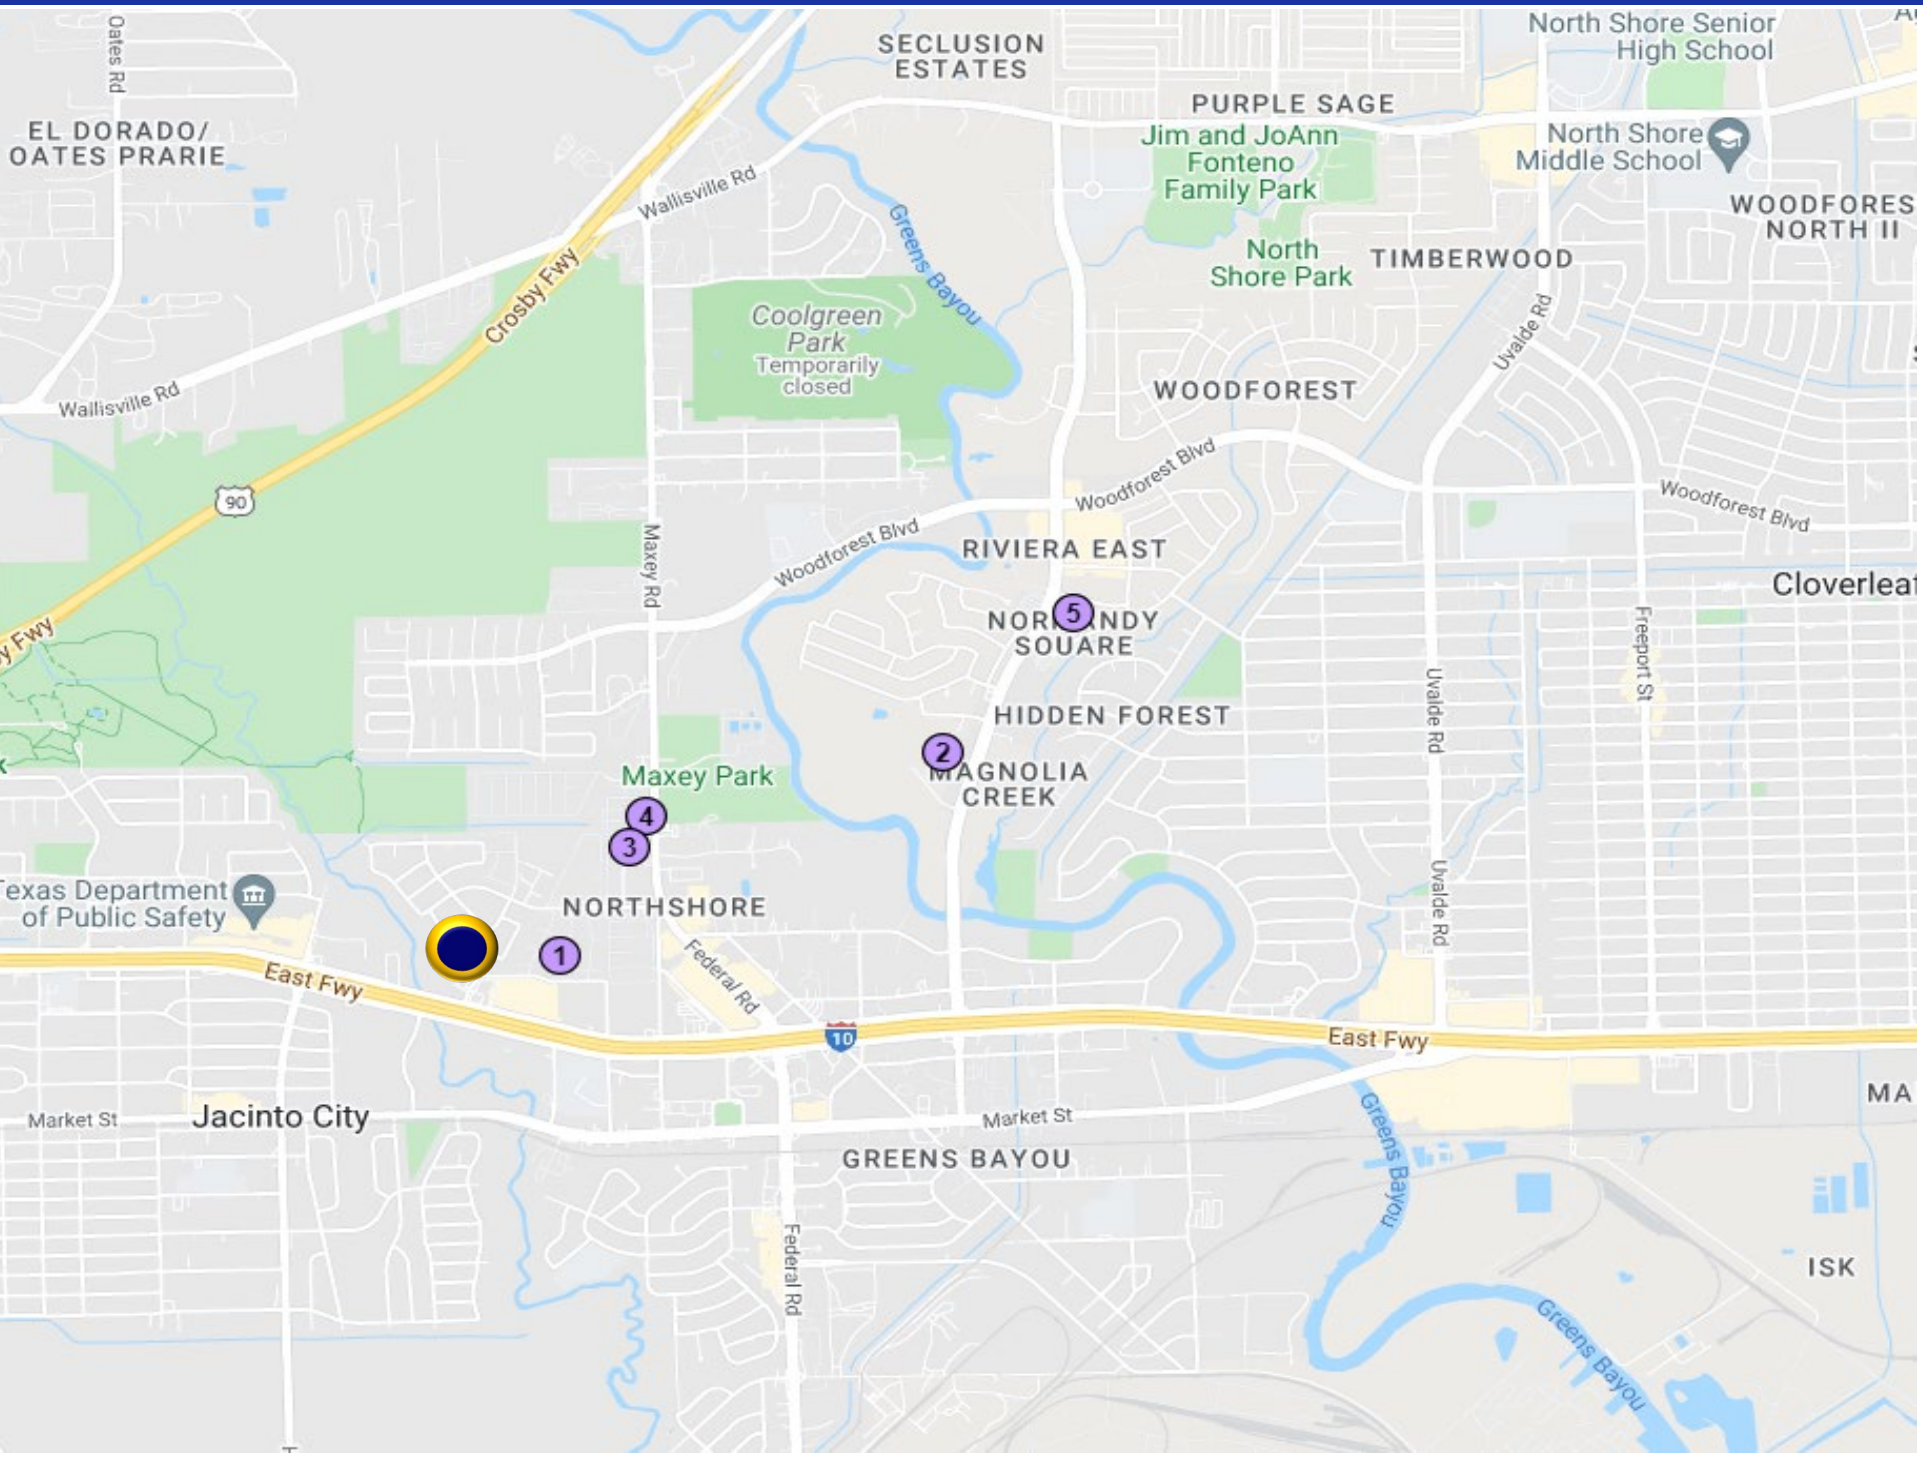 Oates Rd
SECLUSION
ESTATES
North Shore Senior
High School
PURPLE SAGE
EL DORADO/
OATES PRARIE
Jim and JoAnn
Fonteno
Family Park
North Shore
Middle School
Wallisville Rd
WOODFORES
NORTH II
Greens Bayou
North
Shore Park
TIMBERWOOD
Crosby Fwy
Coolgreen
Park
Temporarily
closed
Uvalde Rd
Wallisville Rd
WOODFOREST
90
Woodforest Blvd
Woodforest Blvd
Maxey Rd
Woodforest Blvd
RIVIERA EAST
Cloverleaf
5
NORMANDY
SQUARE
y Fwy
Freeport St
Uvalde Rd
HIDDEN FOREST
2
MAGNOLIA
CREEK
Maxey Park
4
3
Texas Department
of Public Safety
NORTHSHORE
Uvalde Rd
1
Federal Rd
East Fwy
10
East Fwy
MA
Jacinto City
Market St
Market St
Greens Bayou
GREENS BAYOU
Federal Rd
ISK
Greens Bayou